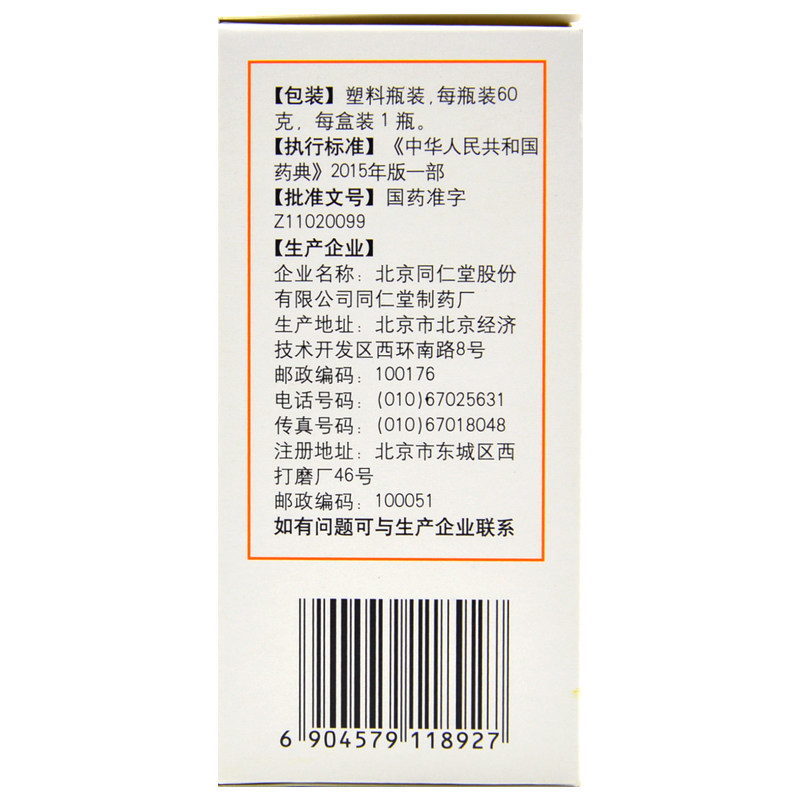 【包装】塑料瓶装,每瓶装60
克,每盒装1瓶。
【执行标准】《中华人民共和国
药典》2015年版一部
【批准文号】国药准字
Z11020099
【生产企业】
企业名称:北京同仁堂股份
有限公司同仁堂制药厂
生产地址:北京市北京经济
技术开发区西环南路8号
邮政编码:100176
电话号码:(010)67025631
传真号码:(010)67018048
注册地址:北京市东城区西
打磨厂46号
邮政编码:100051
如有问题可与生产企业联系
6 904579 118927